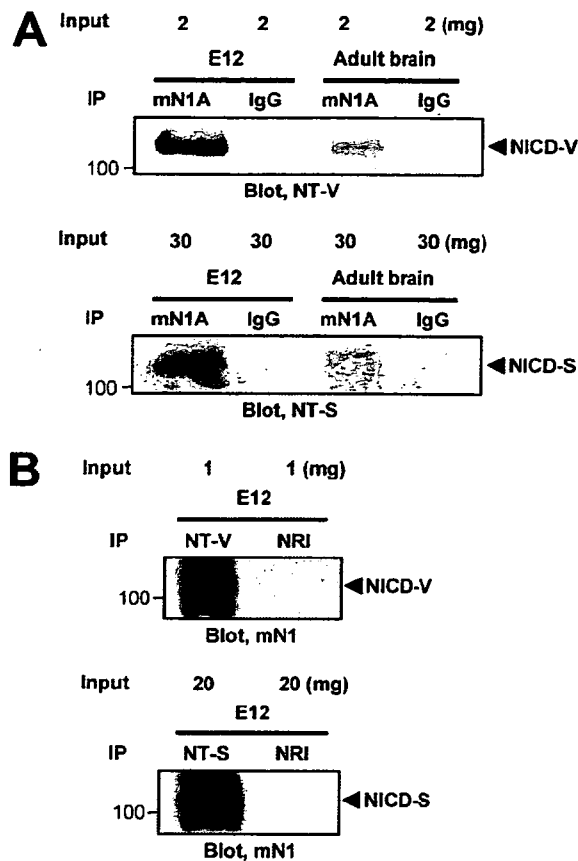 A
Input 2 2 2 2 (mg)
E12 Adult brain
IP mN1A IgG mN1A IgG
100 NICD-V
Blot, NT-V
Input 30 30 30 30 (mg)
E12 Adult brain
IP mN1A IgG mN1A IgG
100 NICD-S
Blot, NT-S
B
Input 1 1 (mg)
E12
IP NT-V NRI
100 NICD-V
Blot, mN1
Input 20 20 (mg)
E12
IP NT-S NRI
100 NICD-S
Blot, mN1